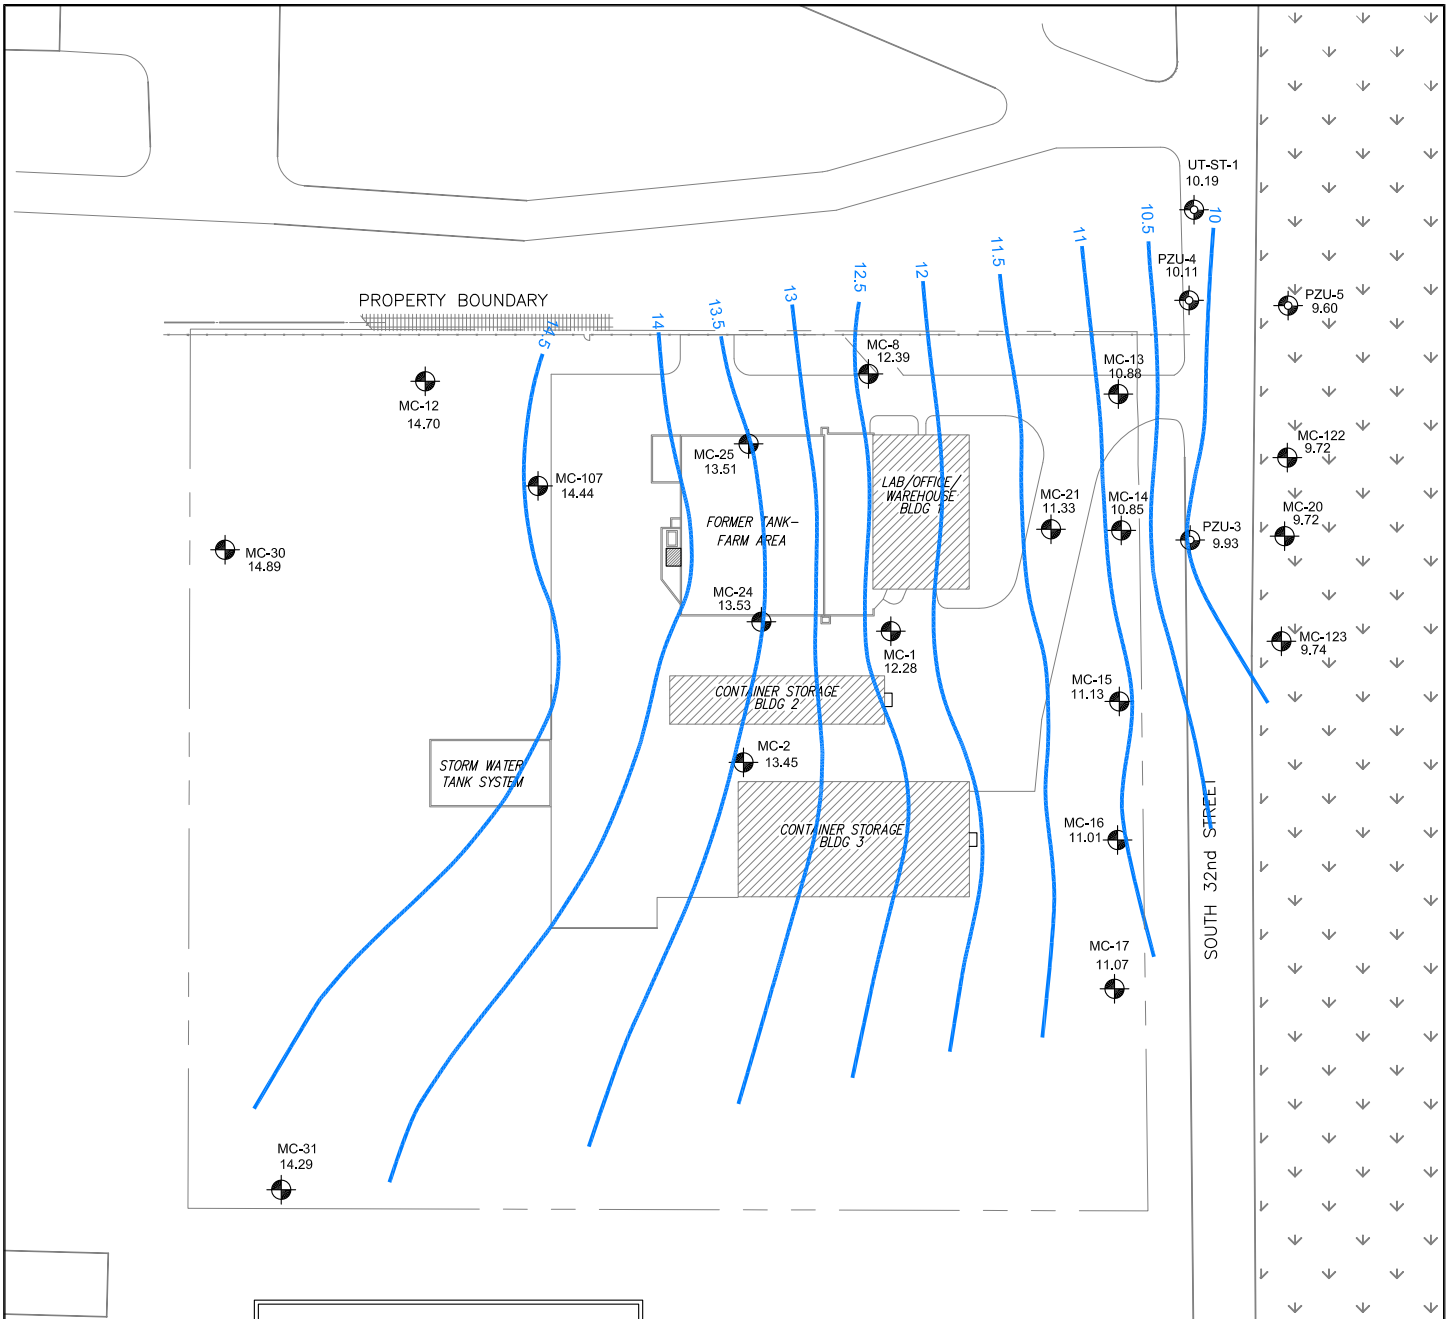 UT-ST-1
10.19
10
10.5
11
11.5
12
12.5
13
13.5
14
14.5
PZU-4
10.11
PZU-5
9.60
PROPERTY BOUNDARY
MC-8
12.39
MC-13
10.88
MC-12
14.70
MC-25
13.51
MC-122
9.72
MC-107
14.44
LAB/OFFICE/
WAREHOUSE
BLDG 1
MC-21
11.33
MC-14
10.85
MC-20
9.72
FORMER TANK-
FARM AREA
PZU-3
9.93
MC-30
14.89
MC-24
13.53
MC-123
9.74
MC-1
12.28
MC-15
11.13
CONTAINER STORAGE
BLDG 2
MC-2
13.45
STORM WATER
TANK SYSTEM
CONTAINER STORAGE
BLDG 3
MC-16
11.01
SOUTH 32nd STREET
MC-17
11.07
MC-31
14.29